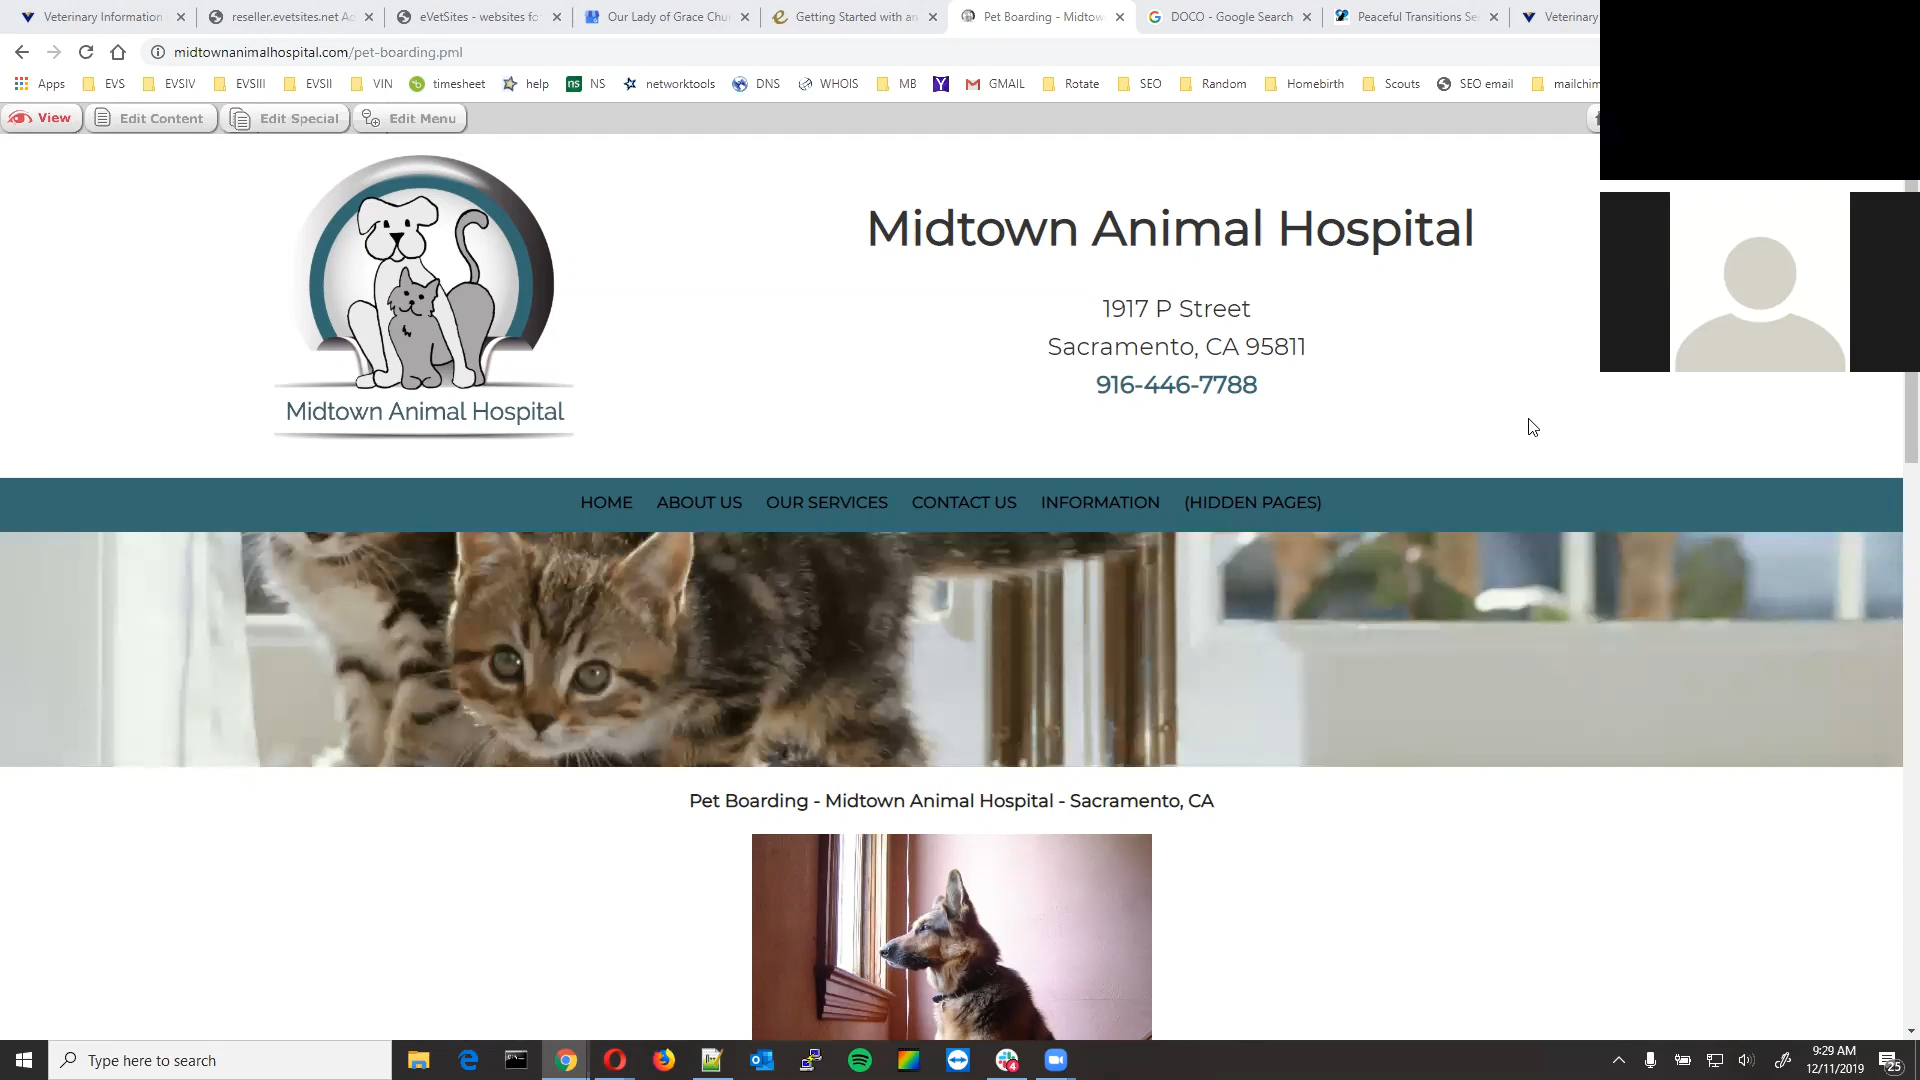 Veterinary Information
reseller.evetsites.net Ac
eVetSites - websites fo
Our Lady of Grace Chu
Getting Started with an
Pet Boarding - Midtow
DOCO - Google Search
Peaceful Transitions Se
Veterinary
midtownanimalhospital.com/pet-boarding.pml
Apps
EVS
EVSIV
EVSIII
EVSII
VIN
timesheet
help
ns
NS
networktools
DNS
WHOIS
MB
GMAIL
Rotate
SEO
Random
Homebirth
Scouts
SEO email
mailchim
View
Edit Content
Edit Special
Edit Menu
Midtown Animal Hospital
Midtown Animal Hospital
1917 P Street
Sacramento, CA 95811
916-446-7788
HOME ABOUT US OUR SERVICES CONTACT US INFORMATION (HIDDEN PAGES)
Pet Boarding - Midtown Animal Hospital - Sacramento, CA
Type here to search
4
9:29 AM
12/11/2019
25